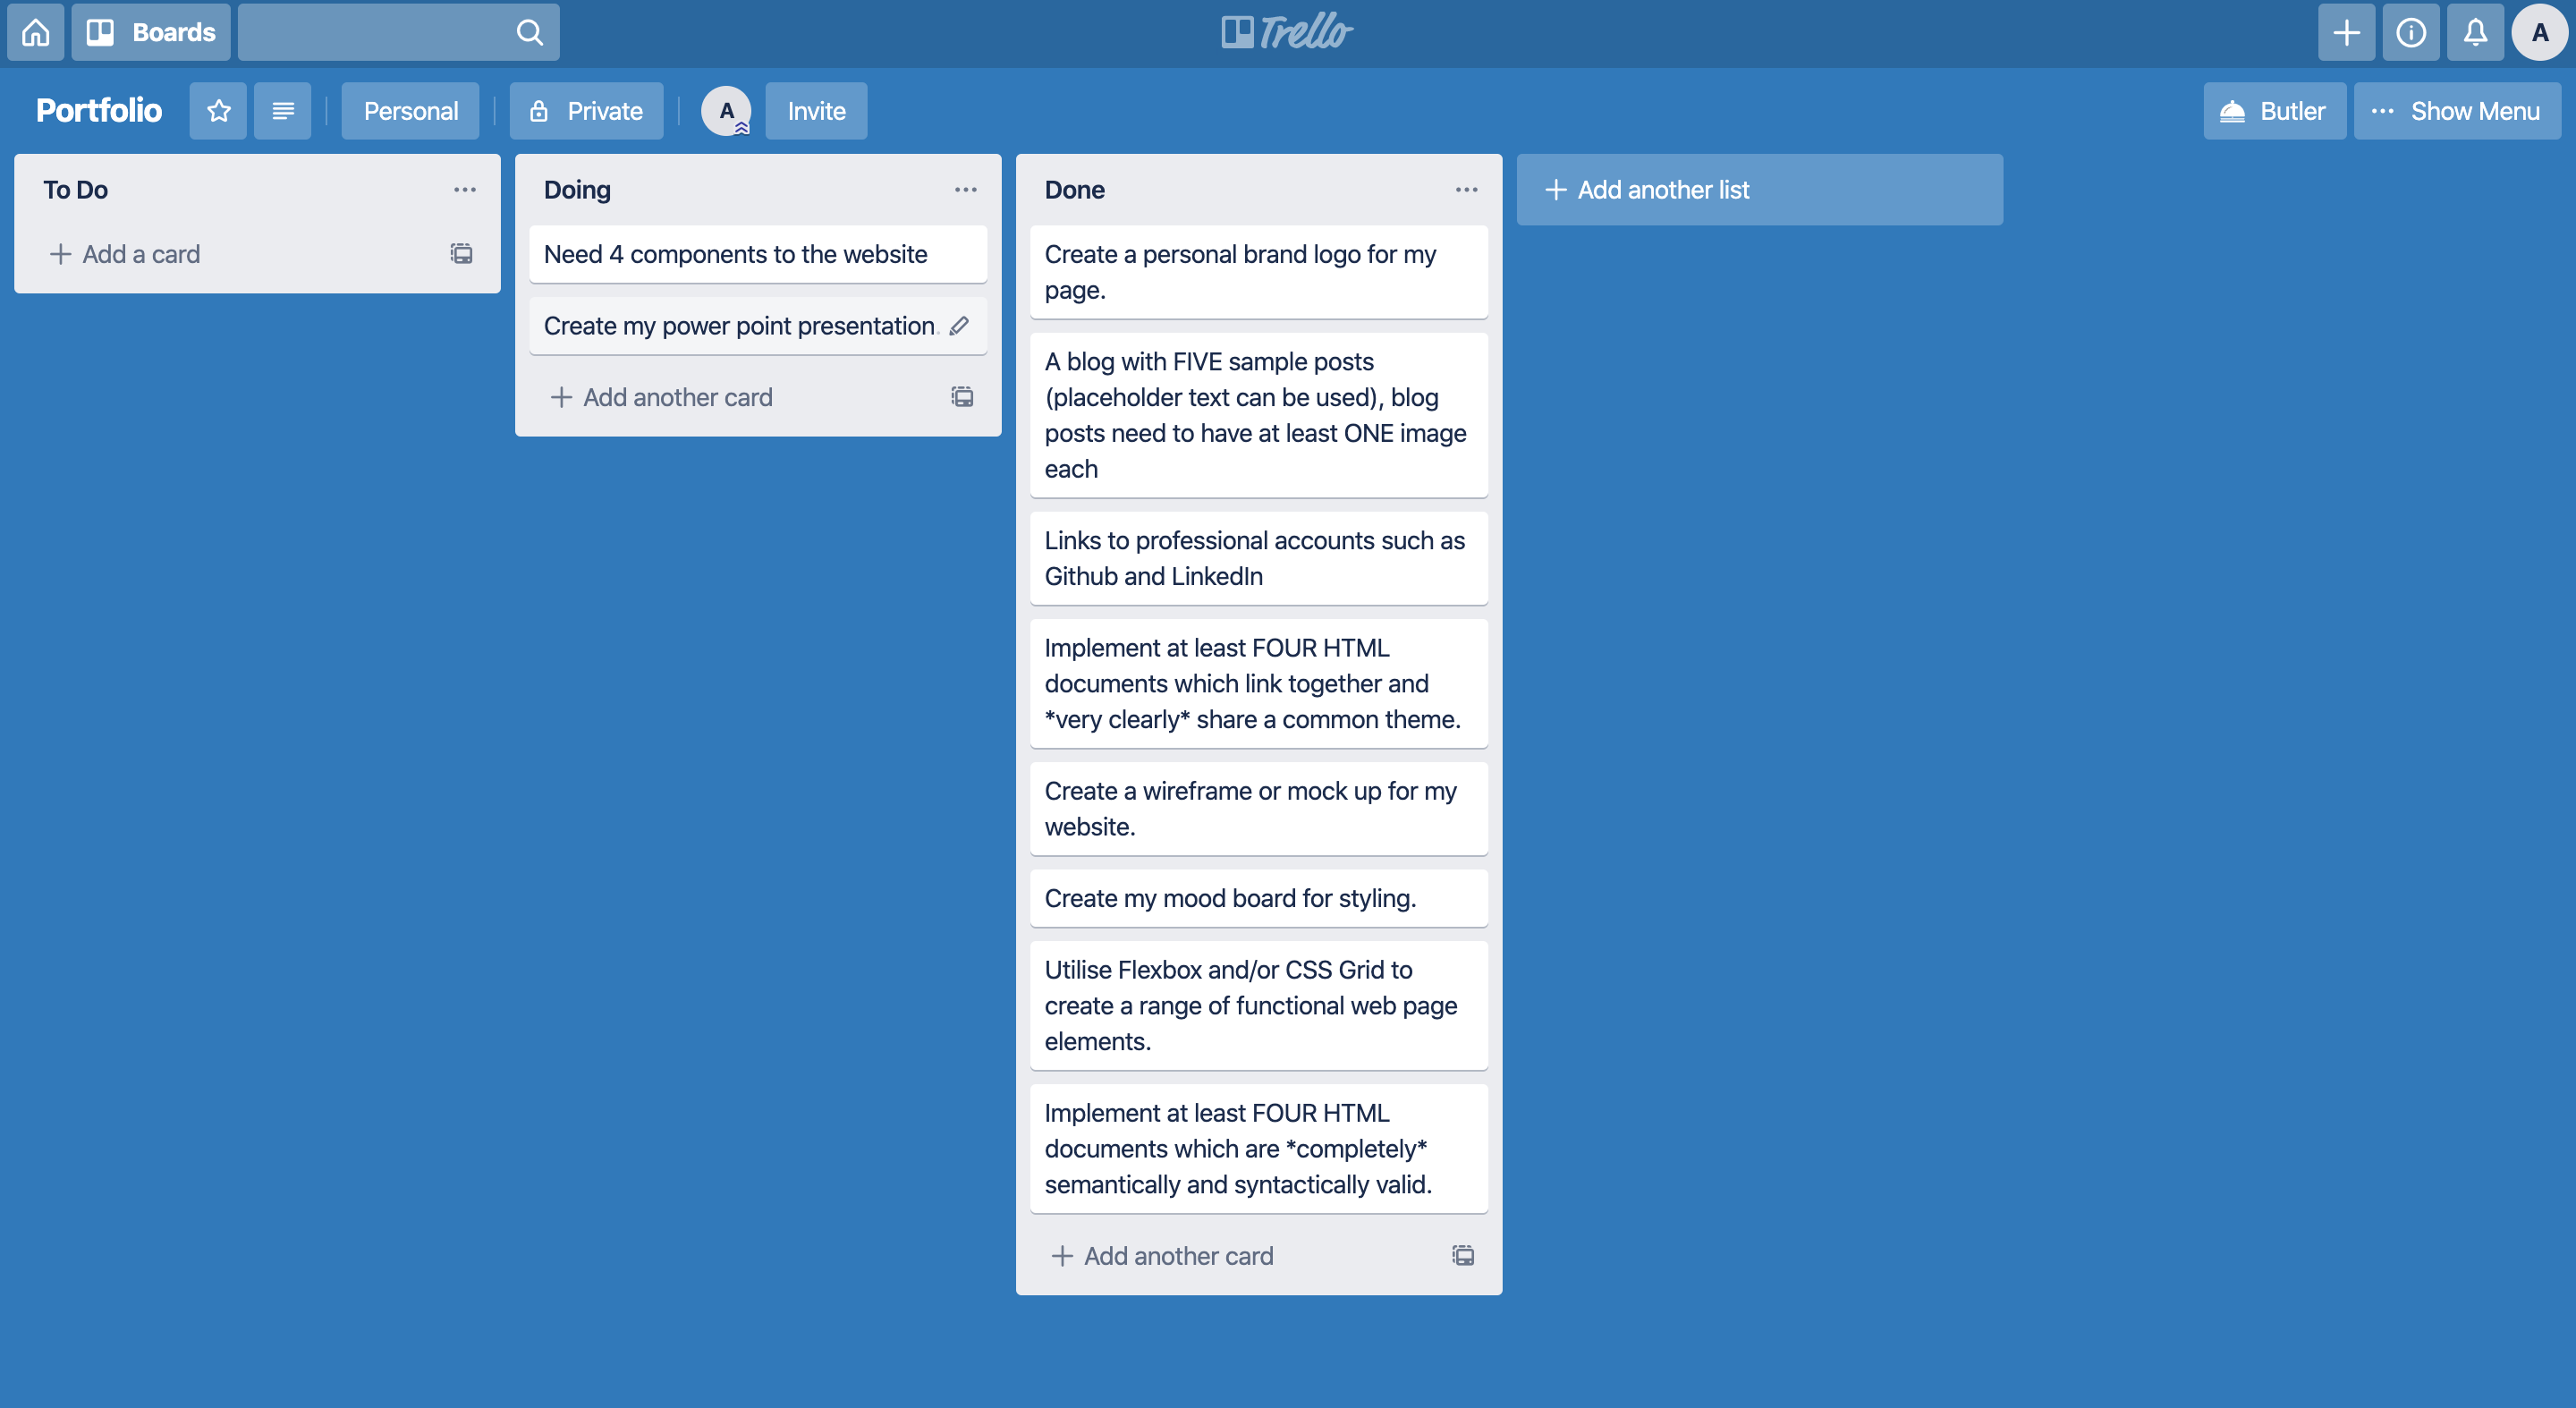 Boards
Trello
A
Portfolio
Personal
Private
A
Invite
Butler
Show Menu
To Do
Add a card
Doing
Need 4 components to the website
Create my power point presentation.
Add another card
Done
Create a personal brand logo for my
page.
A blog with FIVE sample posts
(placeholder text can be used), blog
posts need to have at least ONE image
each
Links to professional accounts such as
Github and LinkedIn
Implement at least FOUR HTML
documents which link together and
*very clearly* share a common theme.
Create a wireframe or mock up for my
website.
Create my mood board for styling.
Utilise Flexbox and/or CSS Grid to
create a range of functional web page
elements.
Implement at least FOUR HTML
documents which are *completely*
semantically and syntactically valid.
Add another card
Add another list